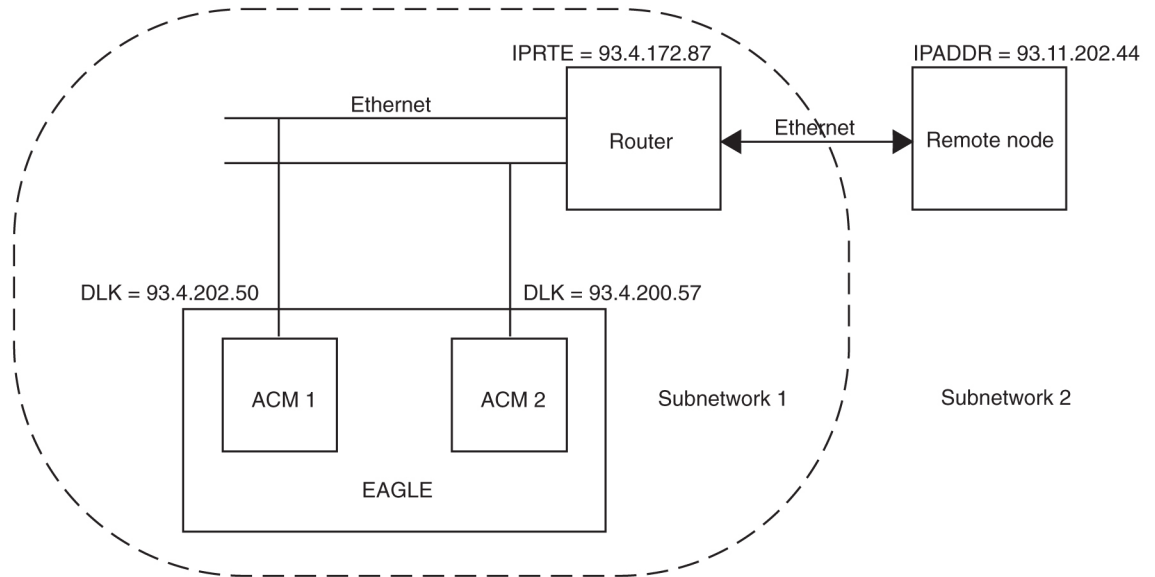 IPRTE = 93.4.172.87
IPADDR = 93.11.202.44
Ethernet
Router
Ethernet
Remote node
DLK = 93.4.202.50
DLK = 93.4.200.57
ACM 1
ACM 2
Subnetwork 1
Subnetwork 2
EAGLE